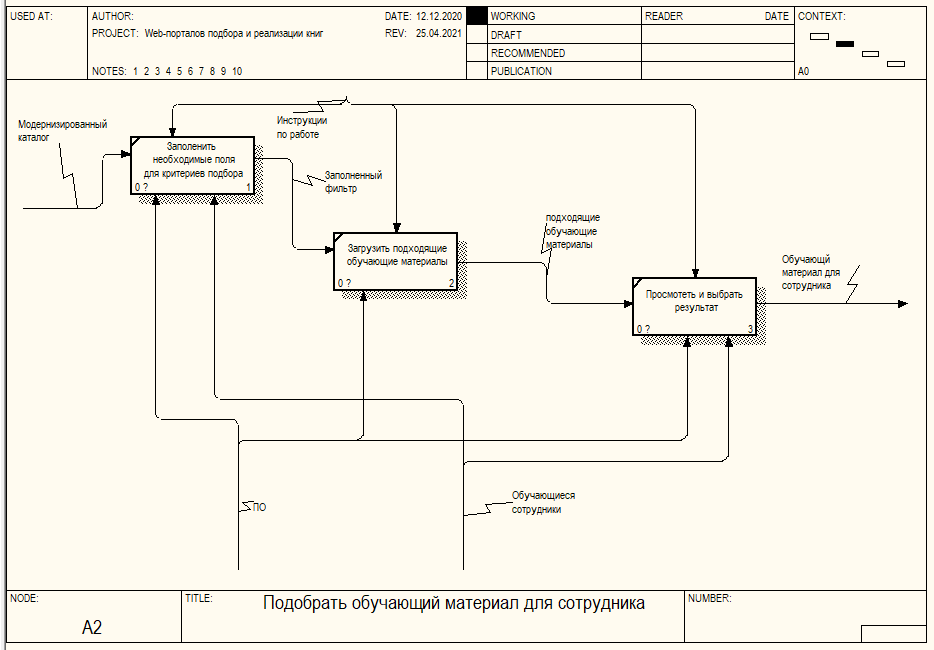 USED AT:
AUTHOR:
DATE: 12.12.2020
PROJECT: Web-порталов подбора и реализации книг
REV: 25.04.2021
NOTES: 1 2 3 4 5 6 7 8 9 10
WORKING
DRAFT
RECOMMENDED
PUBLICATION
READER
DATE
CONTEXT:
A0
Модернизированный
каталог
Инструкции
по работе
Заполенить
необходимые поля
для критериев подбора
0 ?
1
Заполненный
фильтр
Загрузить подходящие
обучающие материалы
0 ?
2
подходящие
обучающие
материалы
Просмотеть и выбрать
результат
0 ?
3
Обучающй
материал для
сотрудника
ПО
Обучающиеся
сотрудники
NODE:
A2
TITLE:
Подобрать обучающий материал для сотрудника
NUMBER: